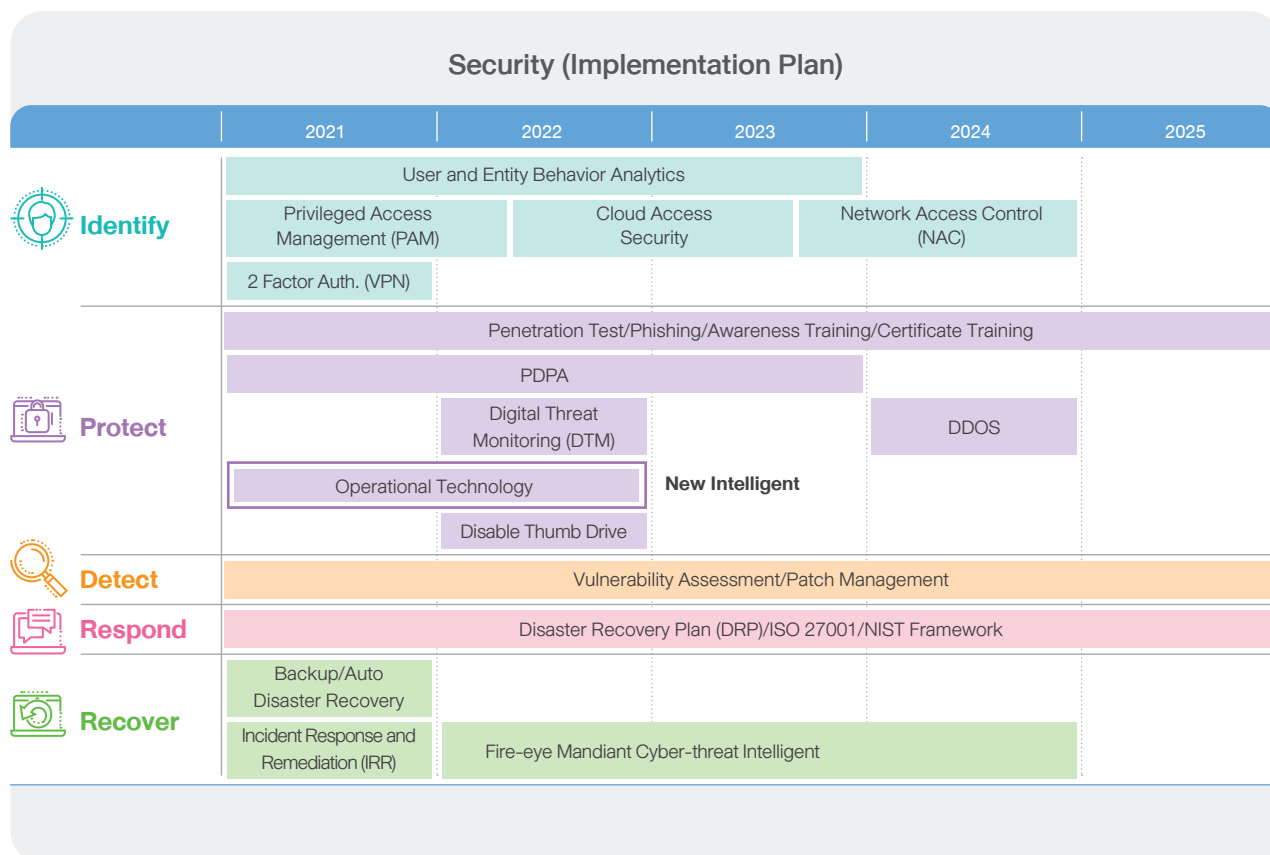 Security (Implementation Plan)
2021
2022
2023
2024
2025
Identify
User and Entity Behavior Analytics
Privileged Access
Management (PAM)
Cloud Access
Security
Network Access Control
(NAC)
2 Factor Auth. (VPN)
Protect
Penetration Test/Phishing/Awareness Training/Certificate Training
PDPA
Digital Threat
Monitoring (DTM)
DDOS
Operational Technology
New Intelligent
Disable Thumb Drive
Detect
Vulnerability Assessment/Patch Management
Respond
Disaster Recovery Plan (DRP)/ISO 27001/NIST Framework
Recover
Backup/Auto
Disaster Recovery
Incident Response and
Remediation (IRR)
Fire-eye Mandiant Cyber-threat Intelligent